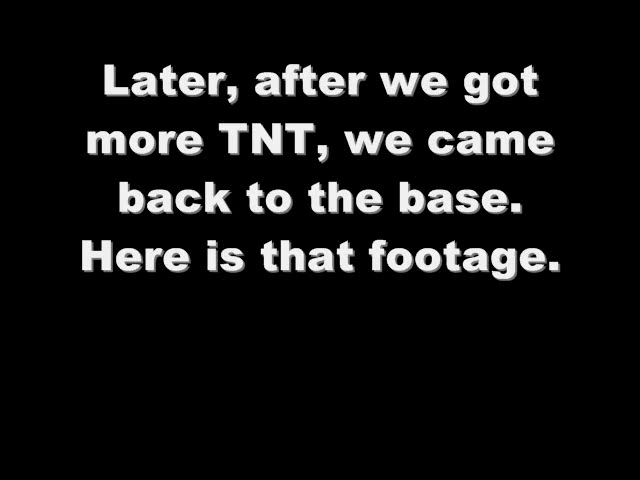 Later, after we got
more TNT, we came
back to the base.
Here is that footage.